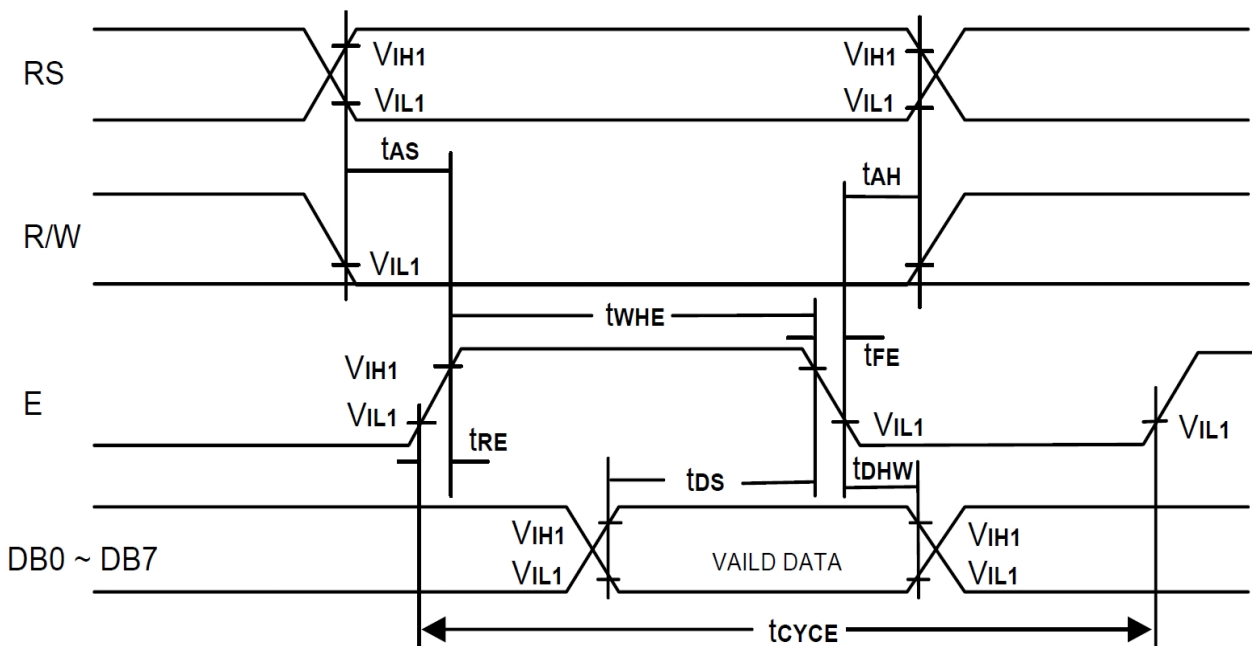 RS
VIH1
VIL1
VIH1
VIL1
tAS
tAH
R/W
VIL1
tWHE
tFE
E
VIH1
VIL1
VIL1
VIL1
tRE
tDS
tDHW
DB0 ~ DB7
VIH1
VIL1
VAILD DATA
VIH1
VIL1
tCYCE